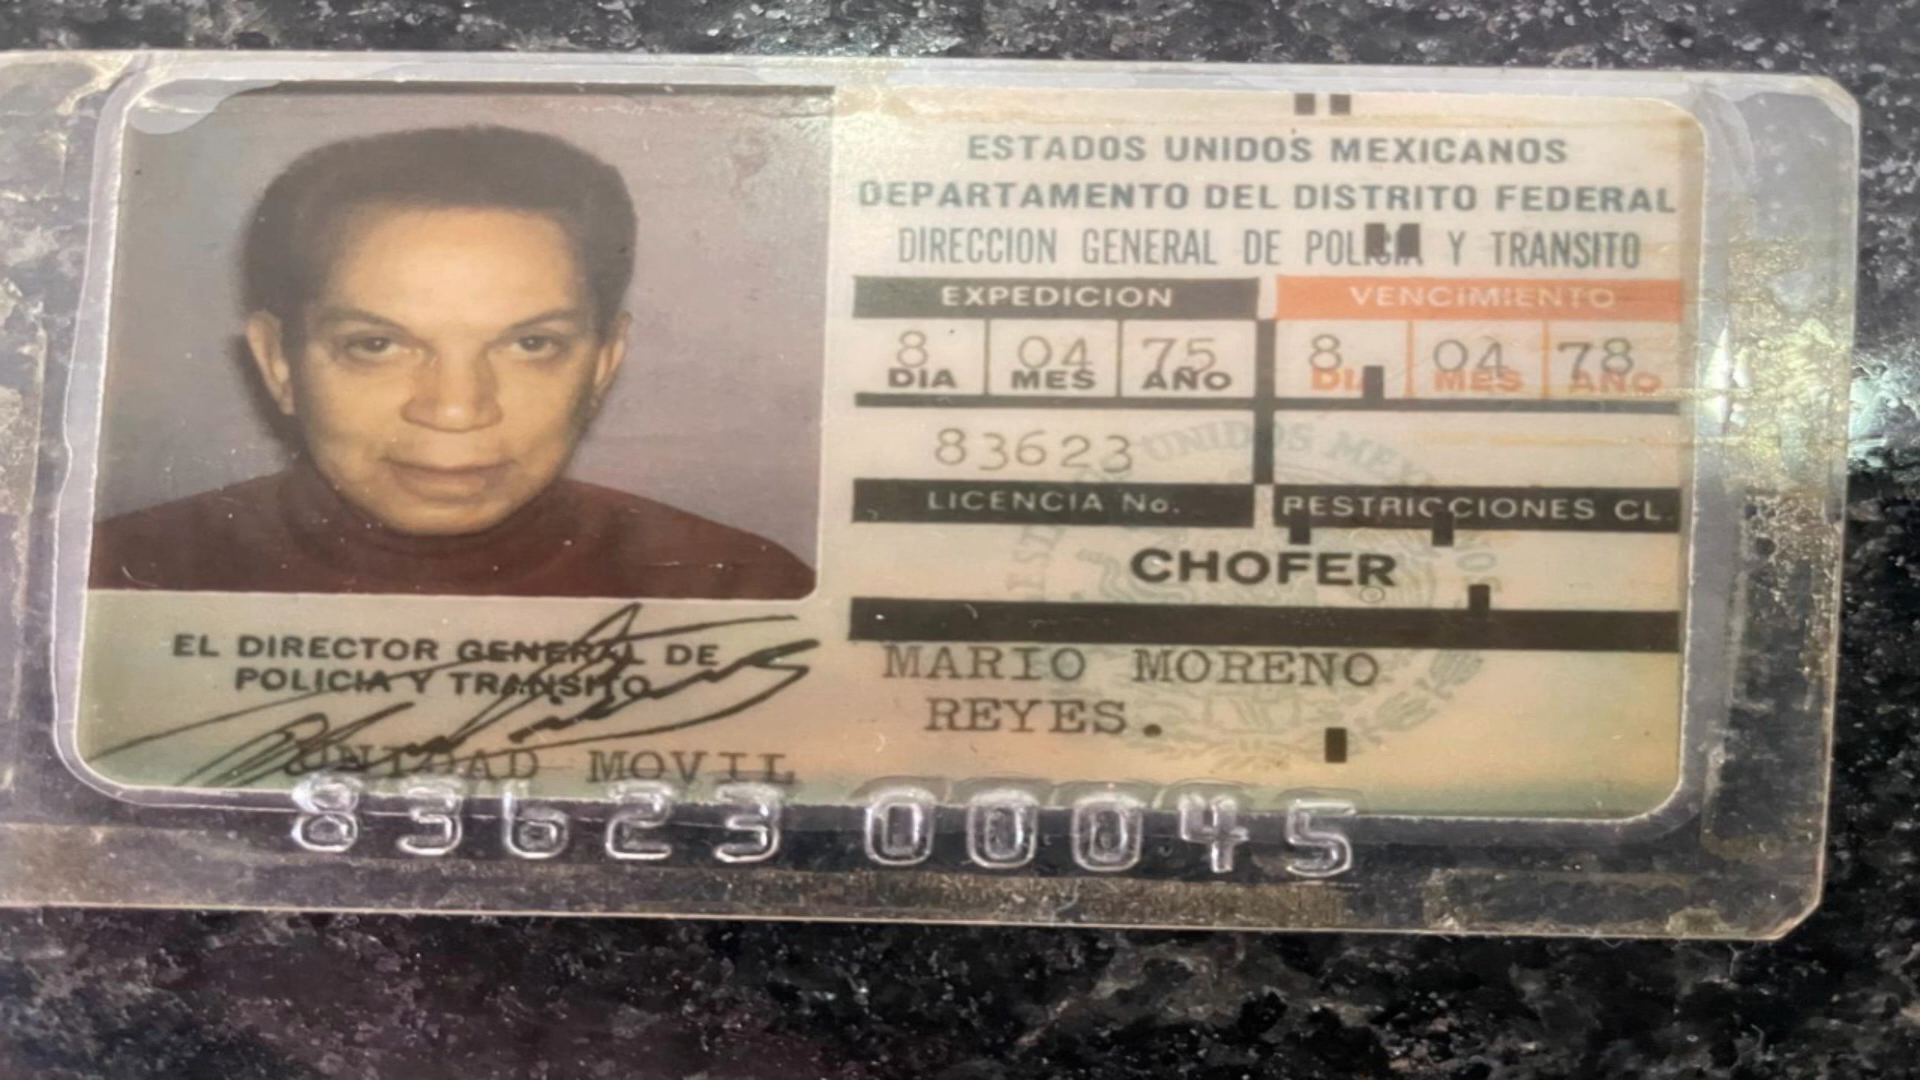 ESTADOS UNIDOS MEXICANOS
DEPARTAMENTO DEL DISTRITO FEDERAL
DIRECCION GENERAL DE POLICIA Y TRANSITO
EXPEDICION VENCIMIENTO
8 04 75 8 04 78
DIA MES AÑO DIA MES AÑO
83623
LICENCIA No. RESTRICCIONES CL.
CHOFER
MARIO MORENO
REYES.
EL DIRECTOR GENERAL DE
POLICIA Y TRANSITO
UNIDAD MOVIL
83623 00045
UNIDOS MEXICANOS